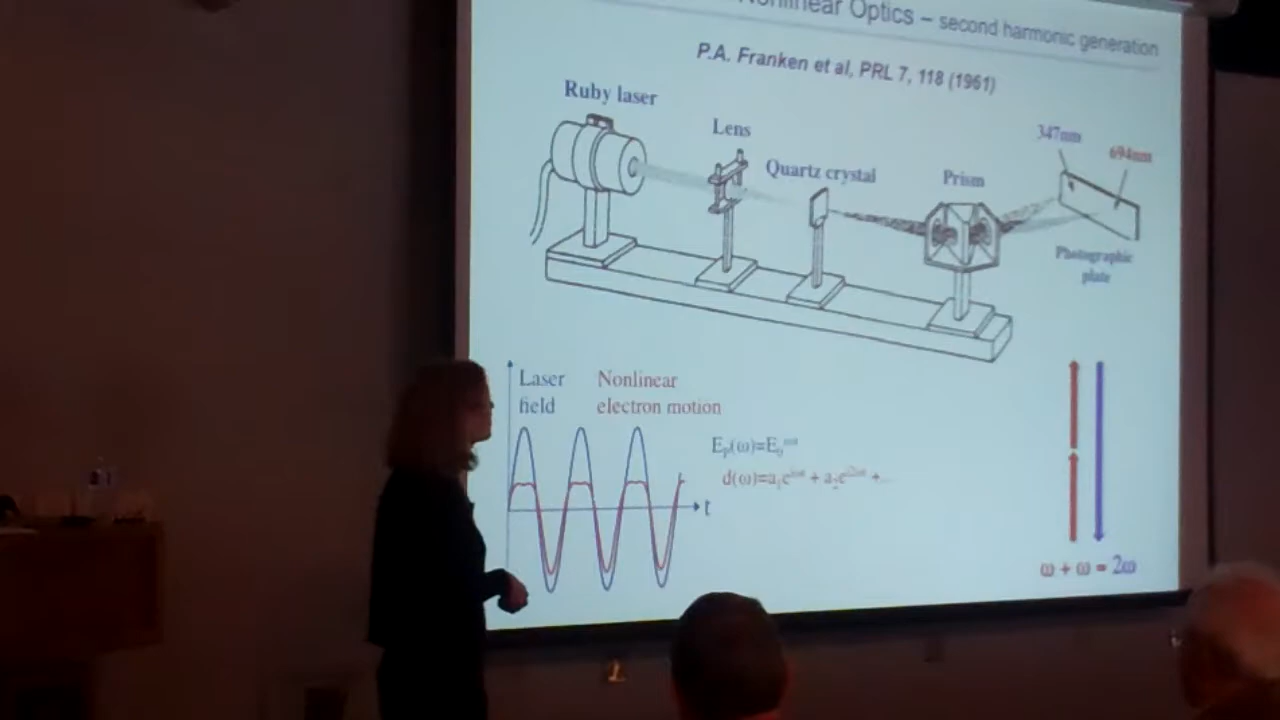 Nonlinear Optics – second harmonic generation
P.A. Franken et al, PRL 7, 118 (1961)
Ruby laser
Lens
Quartz crystal
Prism
347nm
694nm
Photographic
plate
Laser
field
Nonlinear
electron motion
t
ω + ω = 2ω